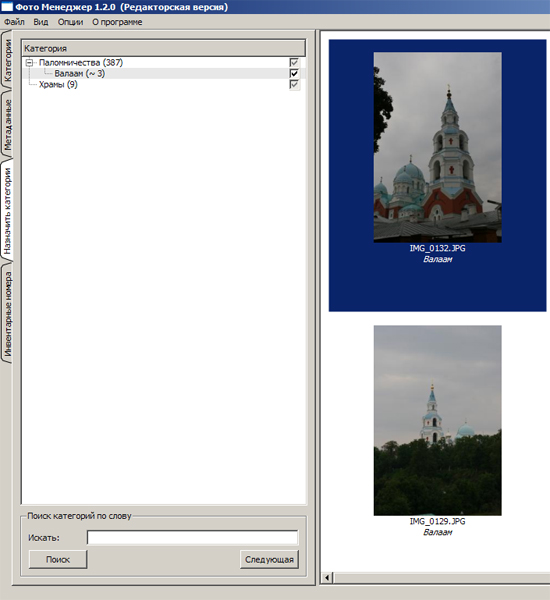 Фото Менеджер 1.2.0 (Редакторская версия)
Файл Вид Опции О программе
Категории
Метаданные
Назначить категории
Инвентарные номера
Категория
Паломничества (387)
Валаам (~ 3)
Храмы (9)
Поиск категорий по слову
Искать:
Поиск Следующая
IMG_0132.JPG
Валаам
IMG_0129.JPG
Валаам